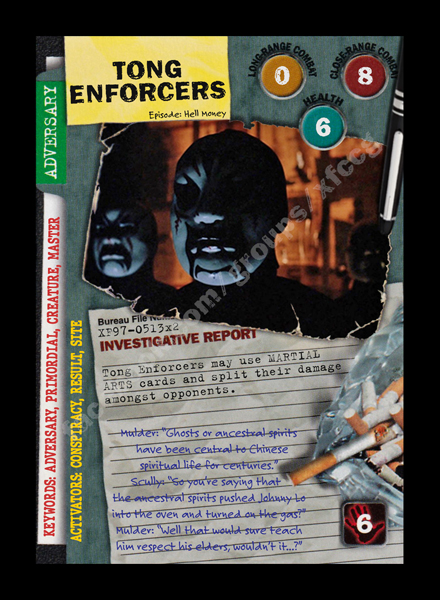 TONG
ENFORCERS
Episode: Hell Money
LONG-RANGE COMBAT
0
CLOSE-RANGE COMBAT
8
HEALTH
6
ADVERSARY
KEYWORDS: ADVERSARY, PRIMORDIAL, CREATURE, MASTER
ACTIVATORS: CONSPIRACY, RESULT, SITE
Bureau File
XP97-0513x2
INVESTIGATIVE REPORT
Tong Enforcers may use MARTIAL
ARTS cards and split their damage
amongst opponents.
Mulder: "Ghosts or ancestral spirits
have been central to Chinese
spiritual life for centuries."
Scully: "So you're saying that
the ancestral spirits pushed Johnny Lo
into the oven and turned on the gas?"
Mulder: "Well that would sure teach
him respect his elders, wouldn't it...?"
6
.com/groups/xfccg